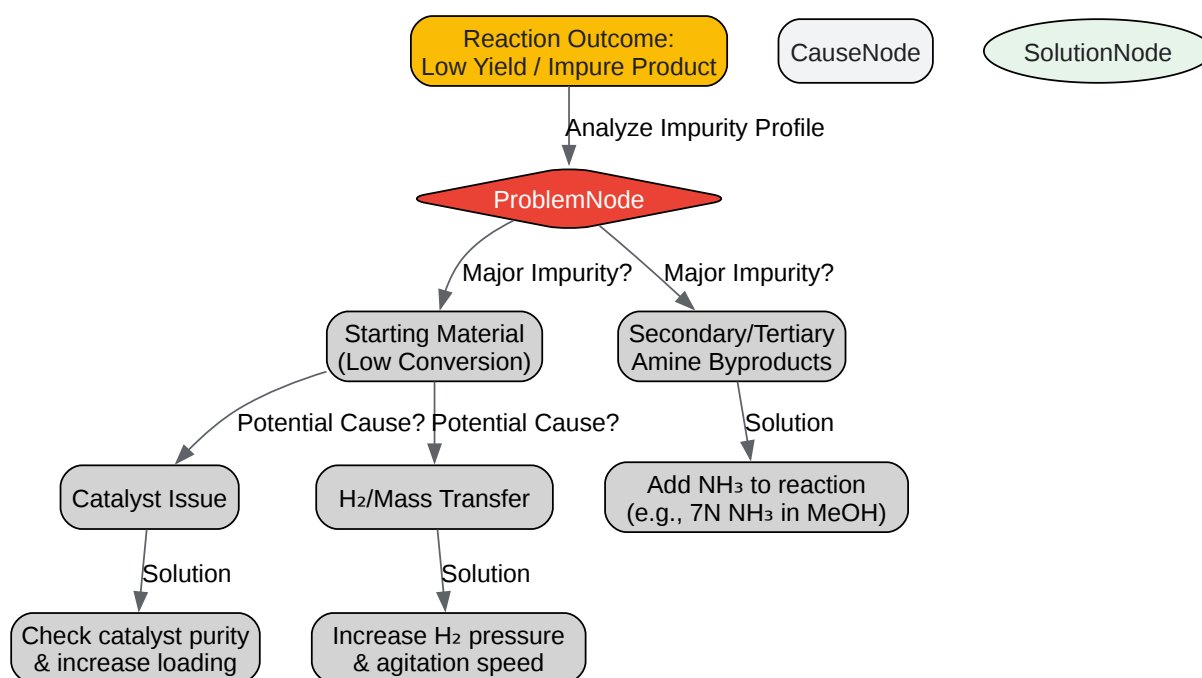 Reaction Outcome:
Low Yield / Impure Product
CauseNode
SolutionNode
Analyze Impurity Profile
ProblemNode
Major Impurity?
Major Impurity?
Starting Material
(Low Conversion)
Secondary/Tertiary
Amine Byproducts
Potential Cause?
Potential Cause?
Solution
Catalyst Issue
H₂/Mass Transfer
Add NH₃ to reaction
(e.g., 7N NH₃ in MeOH)
Solution
Solution
Check catalyst purity
& increase loading
Increase H₂ pressure
& agitation speed